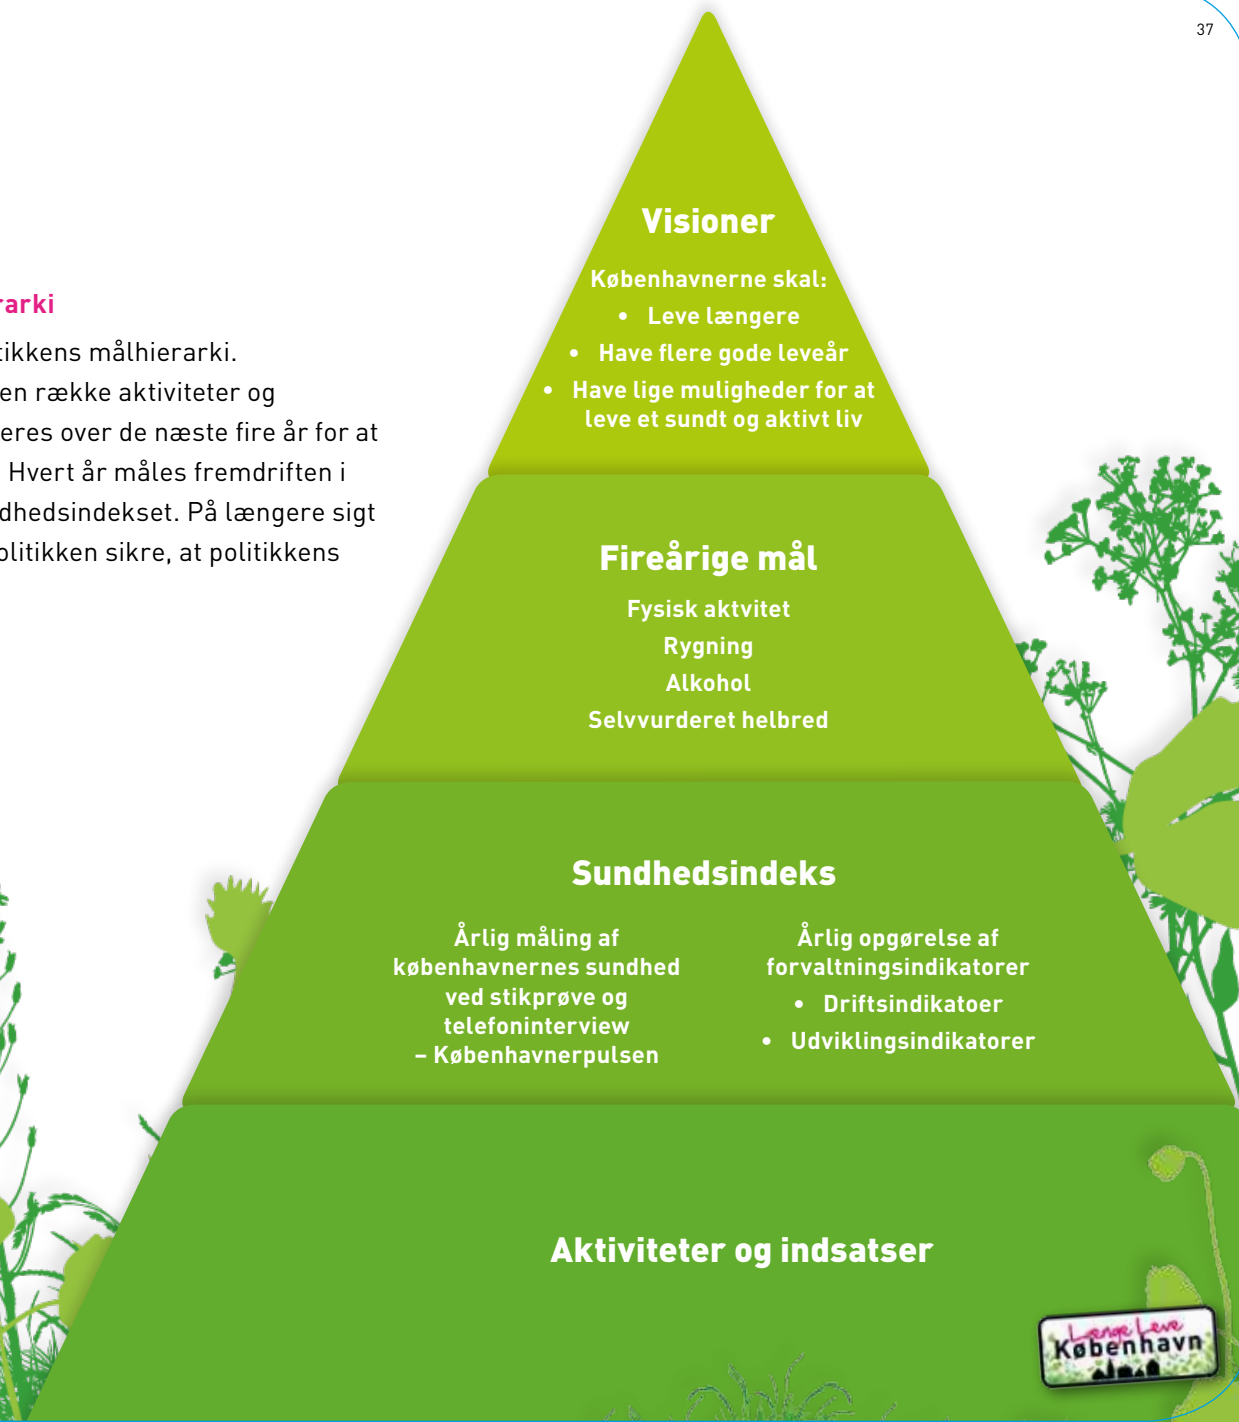 37
rarki
tikkens målhierarki.
en række aktiviteter og
eres over de næste fire år for at
Hvert år måles fremdriften i
dhedsindekset. På længere sigt
olitikken sikre, at politikkens
Visioner
Københavnerne skal:
• Leve længere
• Have flere gode leveår
• Have lige muligheder for at
leve et sundt og aktivt liv
Fireårige mål
Fysisk aktvitet
Rygning
Alkohol
Selvvurderet helbred
Sundhedsindeks
Årlig måling af
københavnernes sundhed
ved stikprøve og
telefoninterview
– Københavnerpulsen
Årlig opgørelse af
forvaltningsindikatorer
• Driftsindikatoer
• Udviklingsindikatorer
Aktiviteter og indsatser
Længe Leve
København